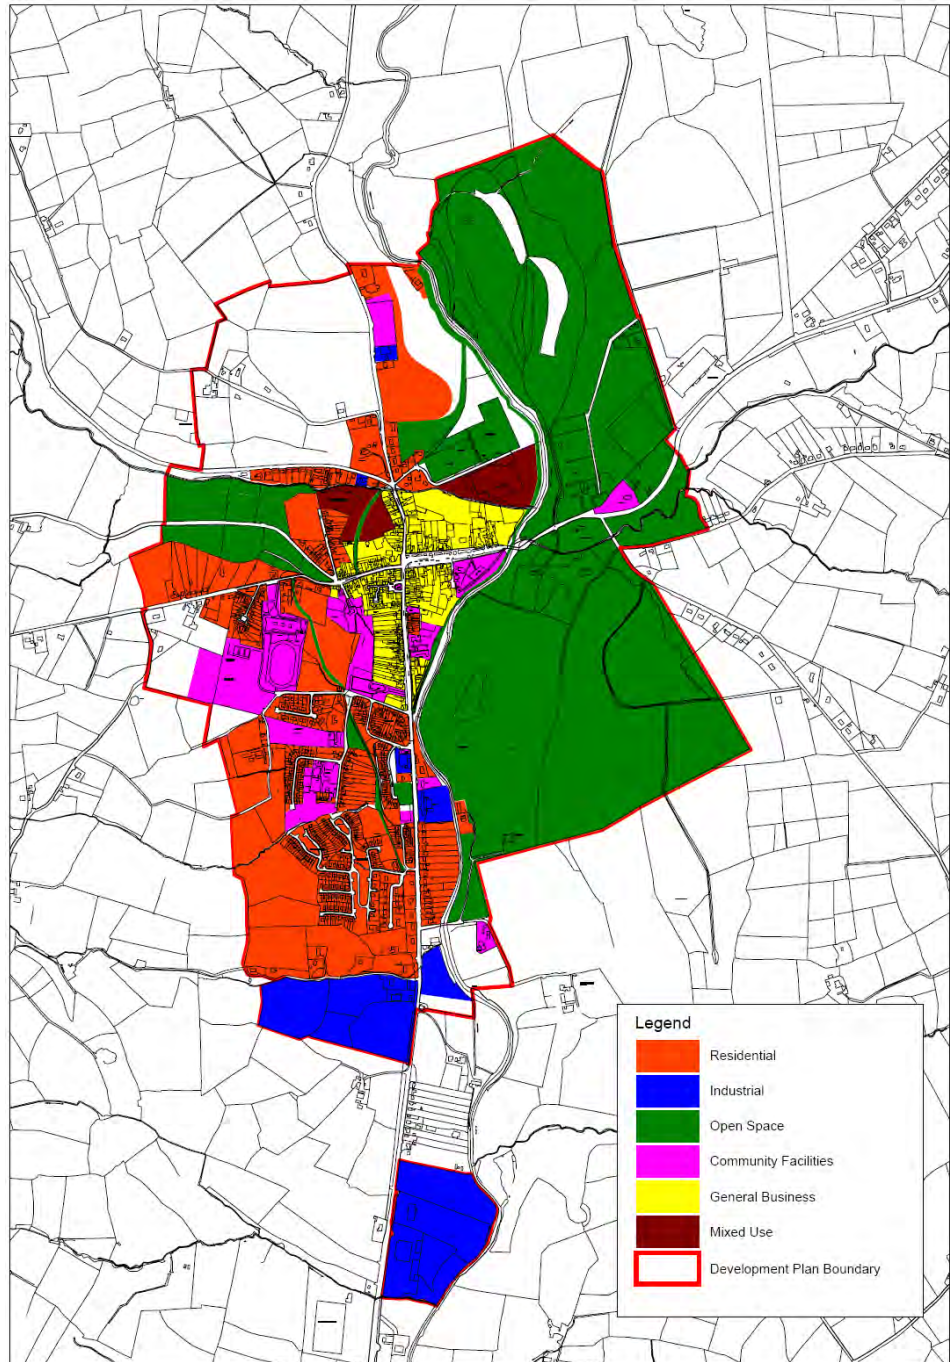 Legend
Residential
Industrial
Open Space
Community Facilities
General Business
Mixed Use
Development Plan Boundary